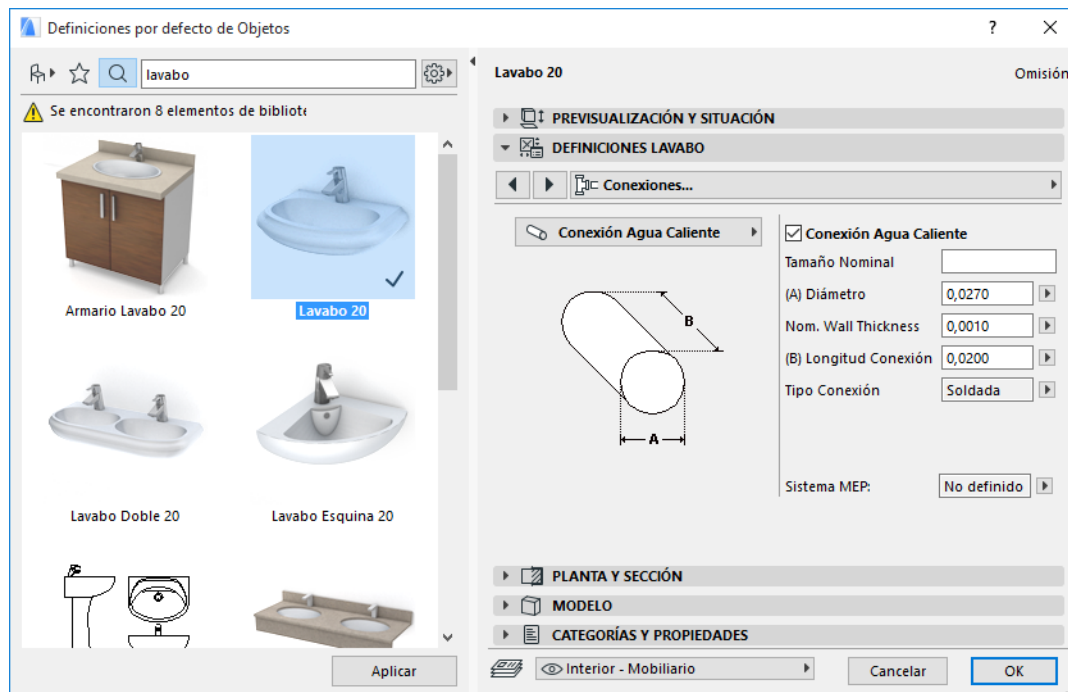 Definiciones por defecto de Objetos
?
lavabo
Se encontraron 8 elementos de bibliote
Armario Lavabo 20
Lavabo 20
Lavabo Doble 20
Lavabo Esquina 20
Aplicar
Lavabo 20
Omisión
PREVISUALIZACIÓN Y SITUACIÓN
DEFINICIONES LAVABO
Conexiones...
Conexión Agua Caliente
B
A
Conexión Agua Caliente
Tamaño Nominal
(A) Diámetro 0,0270
Nom. Wall Thickness 0,0010
(B) Longitud Conexión 0,0200
Tipo Conexión Soldada
Sistema MEP: No definido
PLANTA Y SECCIÓN
MODELO
CATEGORÍAS Y PROPIEDADES
Interior - Mobiliario
Cancelar
OK